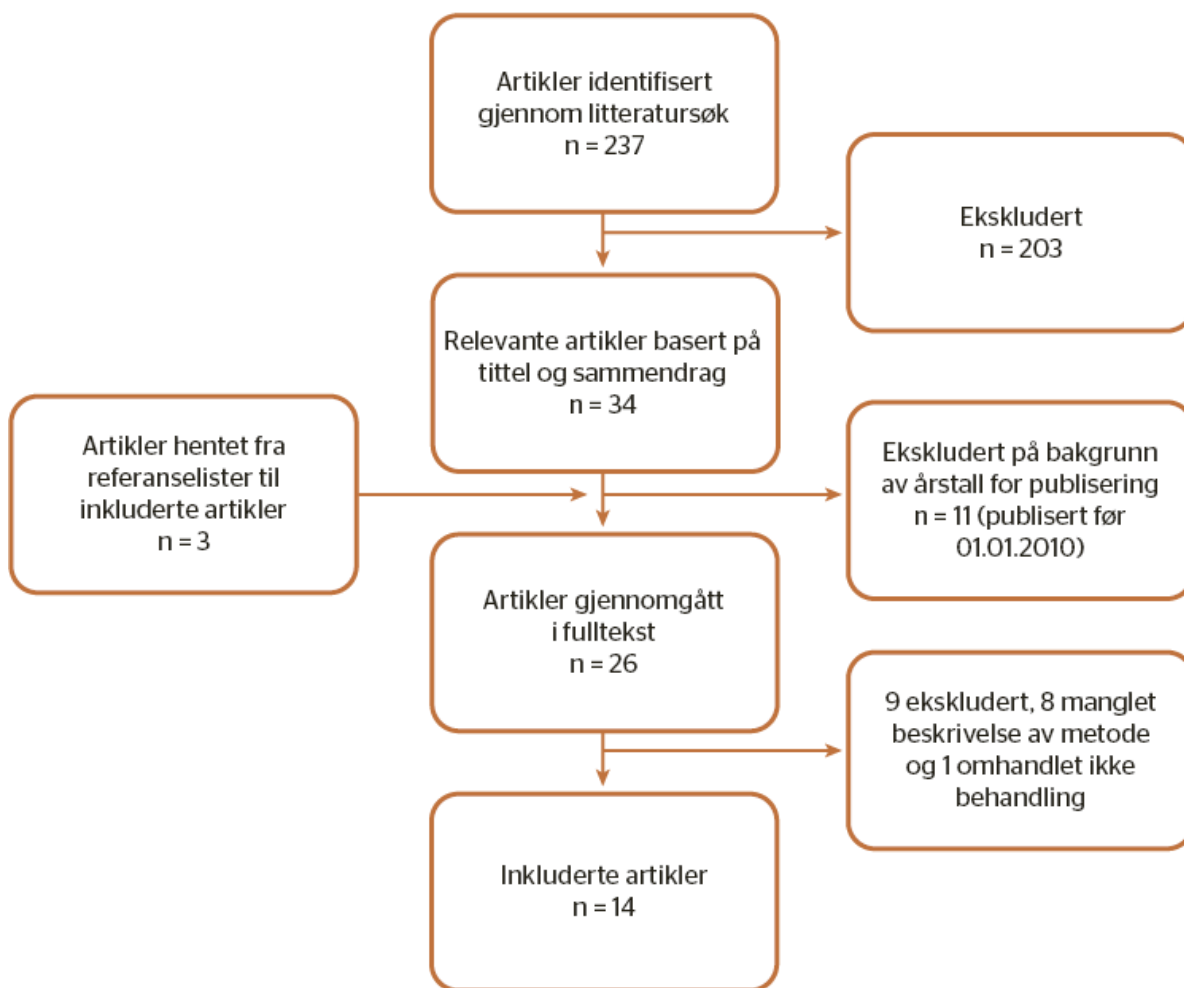 Artikler identifisert
gjennom litteratursøk
n = 237
Ekskludert
n = 203
Relevante artikler basert på
tittel og sammendrag
n = 34
Artikler hentet fra
referanselister til
inkluderte artikler
n = 3
Ekskludert på bakgrunn
av årstall for publisering
n = 11 (publisert før
01.01.2010)
Artikler gjennomgått
i fulltekst
n = 26
9 ekskludert, 8 manglet
beskrivelse av metode
og 1 omhandlet ikke
behandling
Inkluderte artikler
n = 14